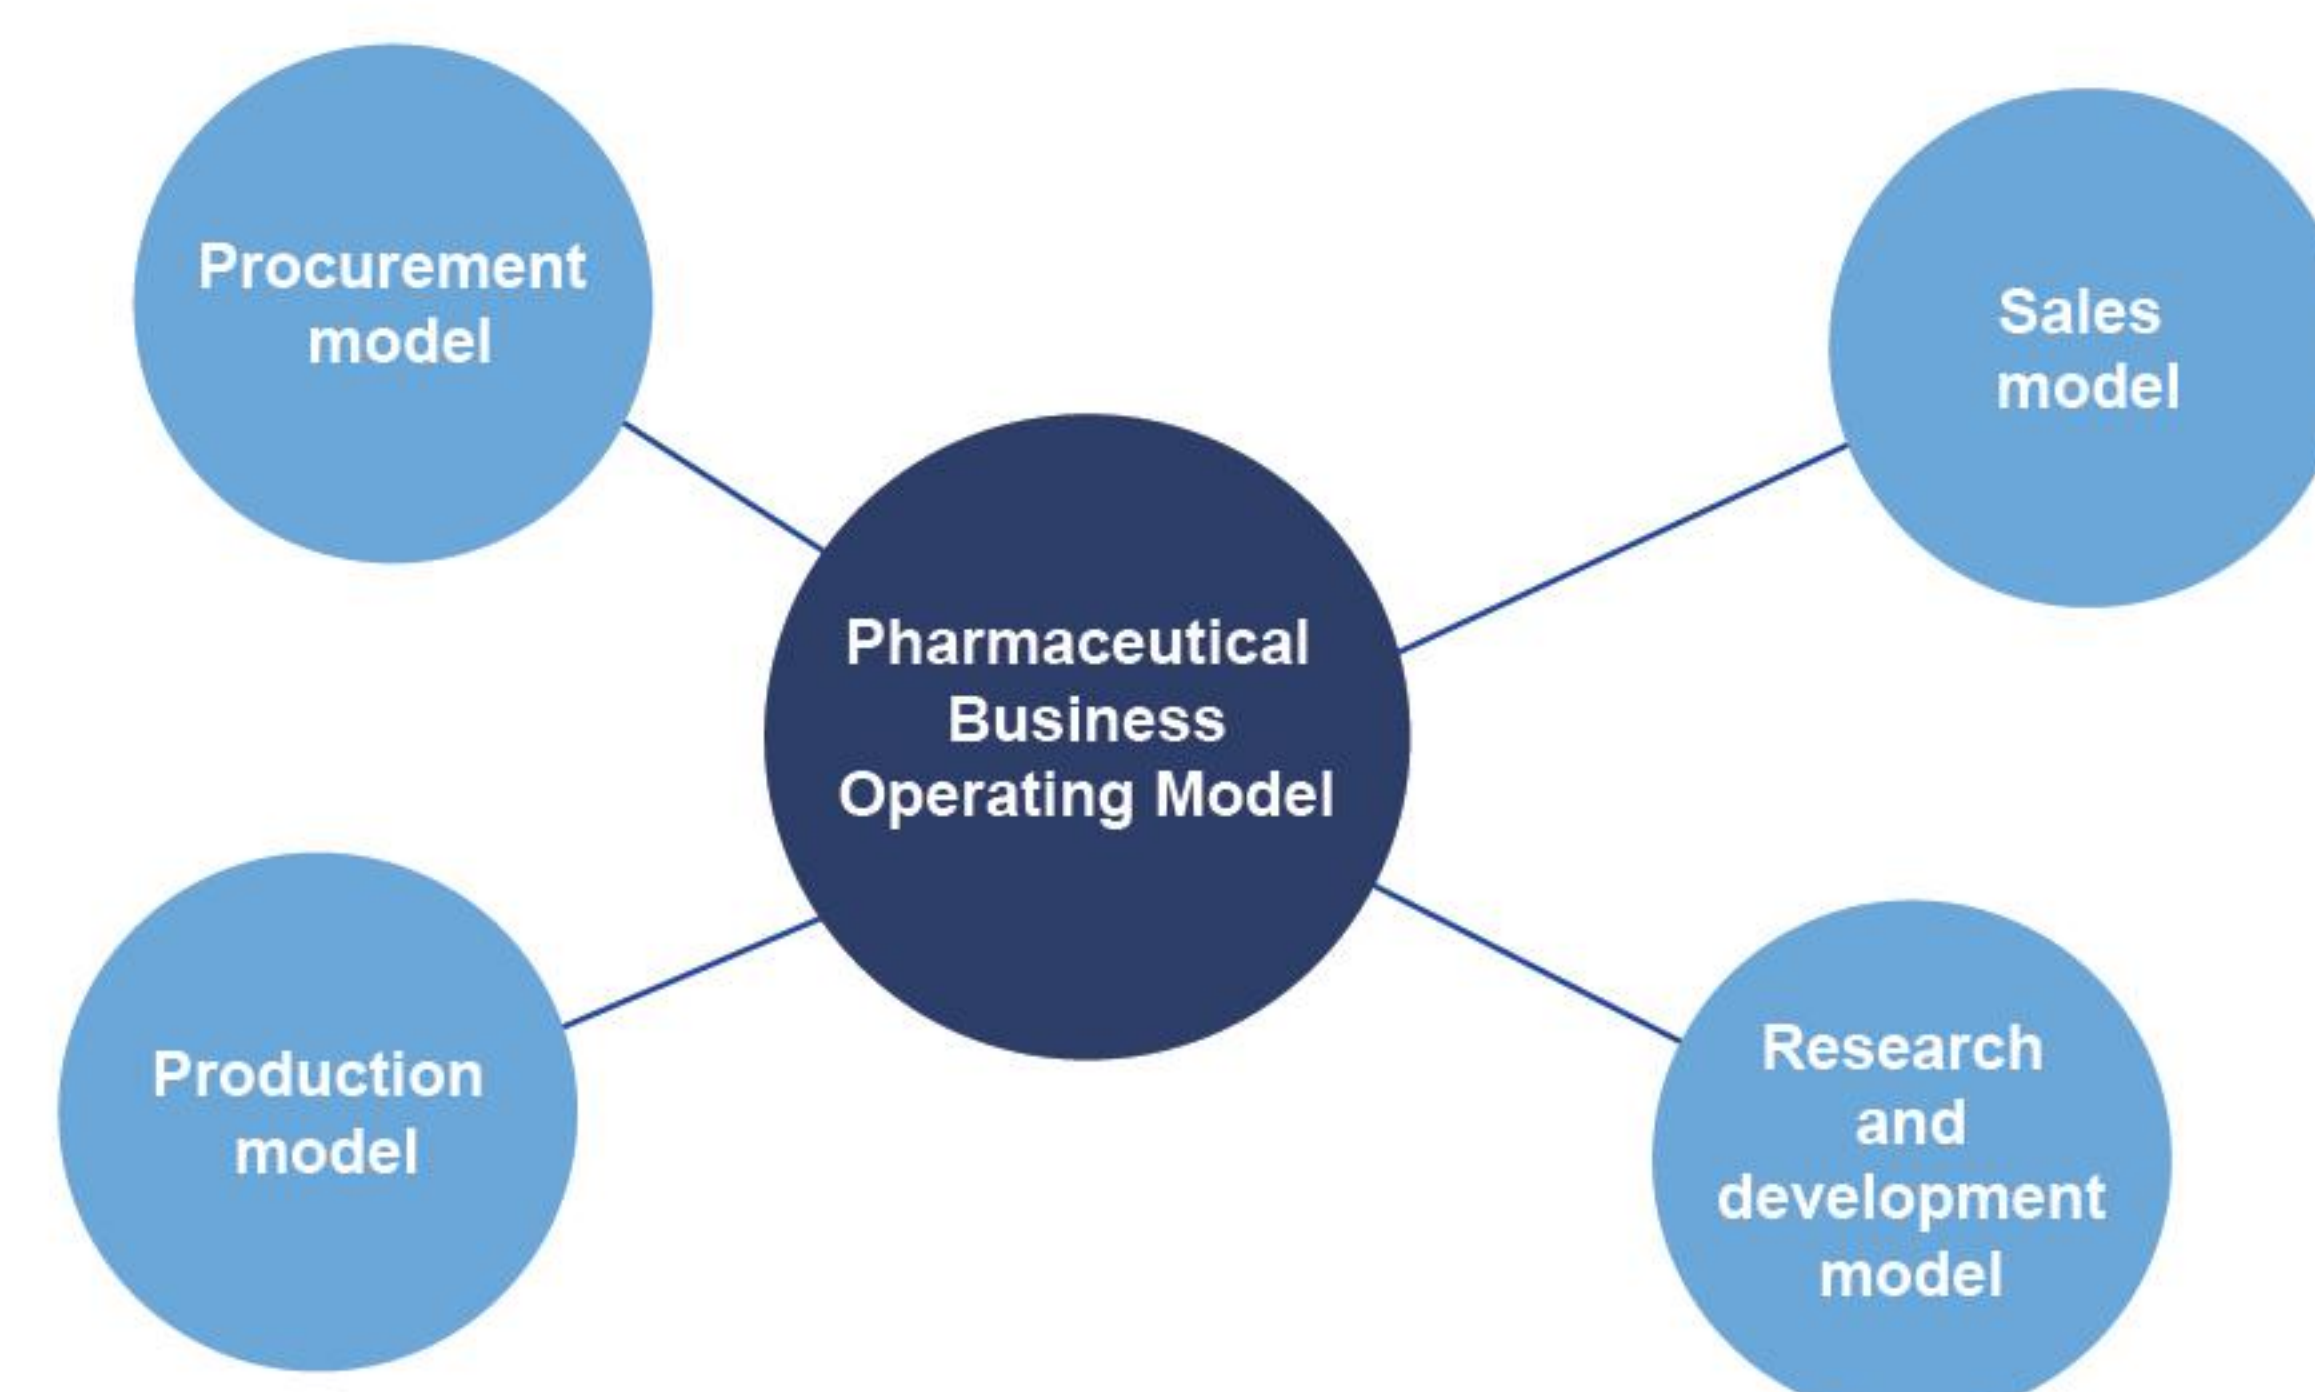 Procurement
model
Sales
model
Pharmaceutical
Business
Operating Model
Production
model
Research
and
development
model